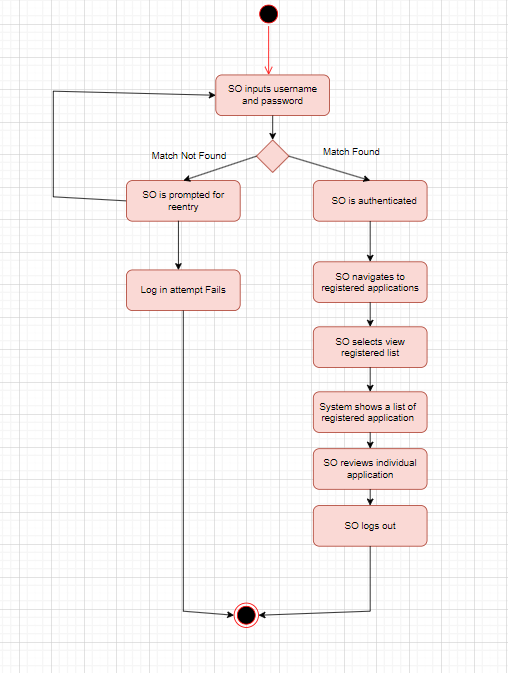 SO inputs username
and password
Match Not Found
Match Found
SO is prompted for
reentry
SO is authenticated
Log in attempt Fails
SO navigates to
registered applications
SO selects view
registered list
System shows a list of
registered application
SO reviews individual
application
SO logs out